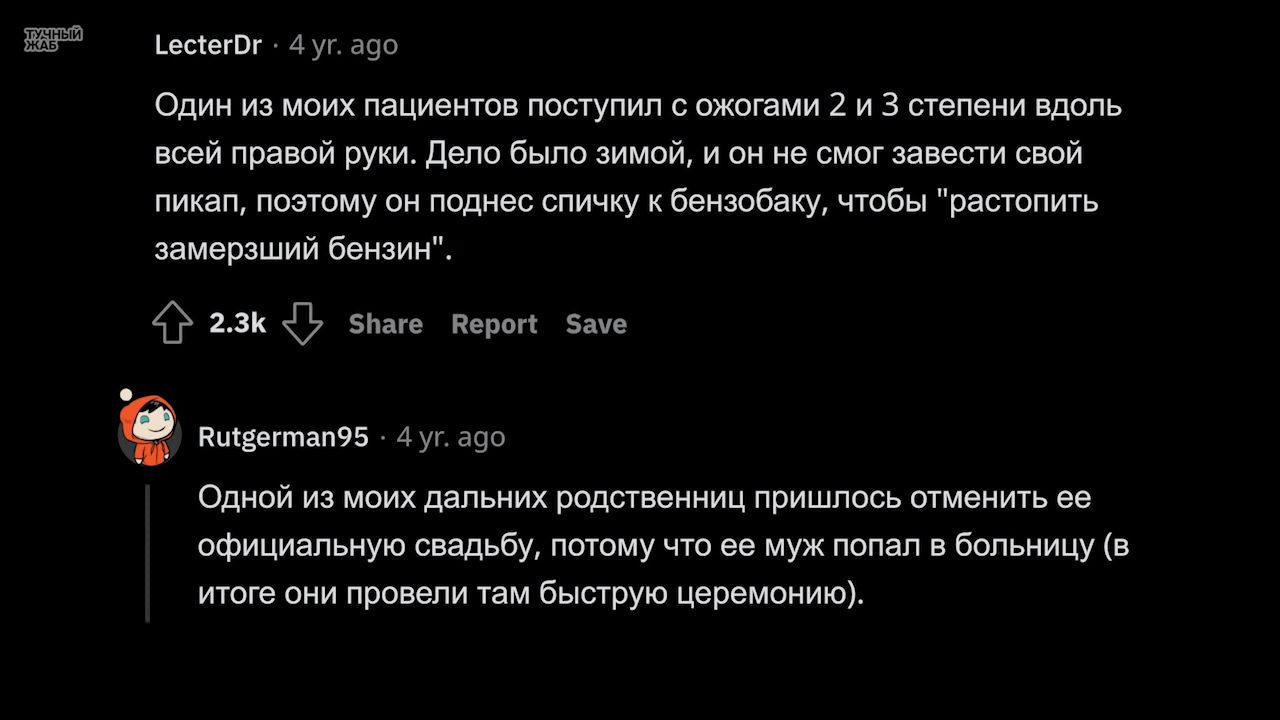 ТУЧНЫЙ
ЖАБ
LecterDr · 4 yr. ago
Один из моих пациентов поступил с ожогами 2 и 3 степени вдоль
всей правой руки. Дело было зимой, и он не смог завести свой
пикап, поэтому он поднес спичку к бензобаку, чтобы "растопить
замерзший бензин".
2.3k Share Report Save
Rutgerman95 · 4 yr. ago
Одной из моих дальних родственниц пришлось отменить ее
официальную свадьбу, потому что ее муж попал в больницу (в
итоге они провели там быструю церемонию).